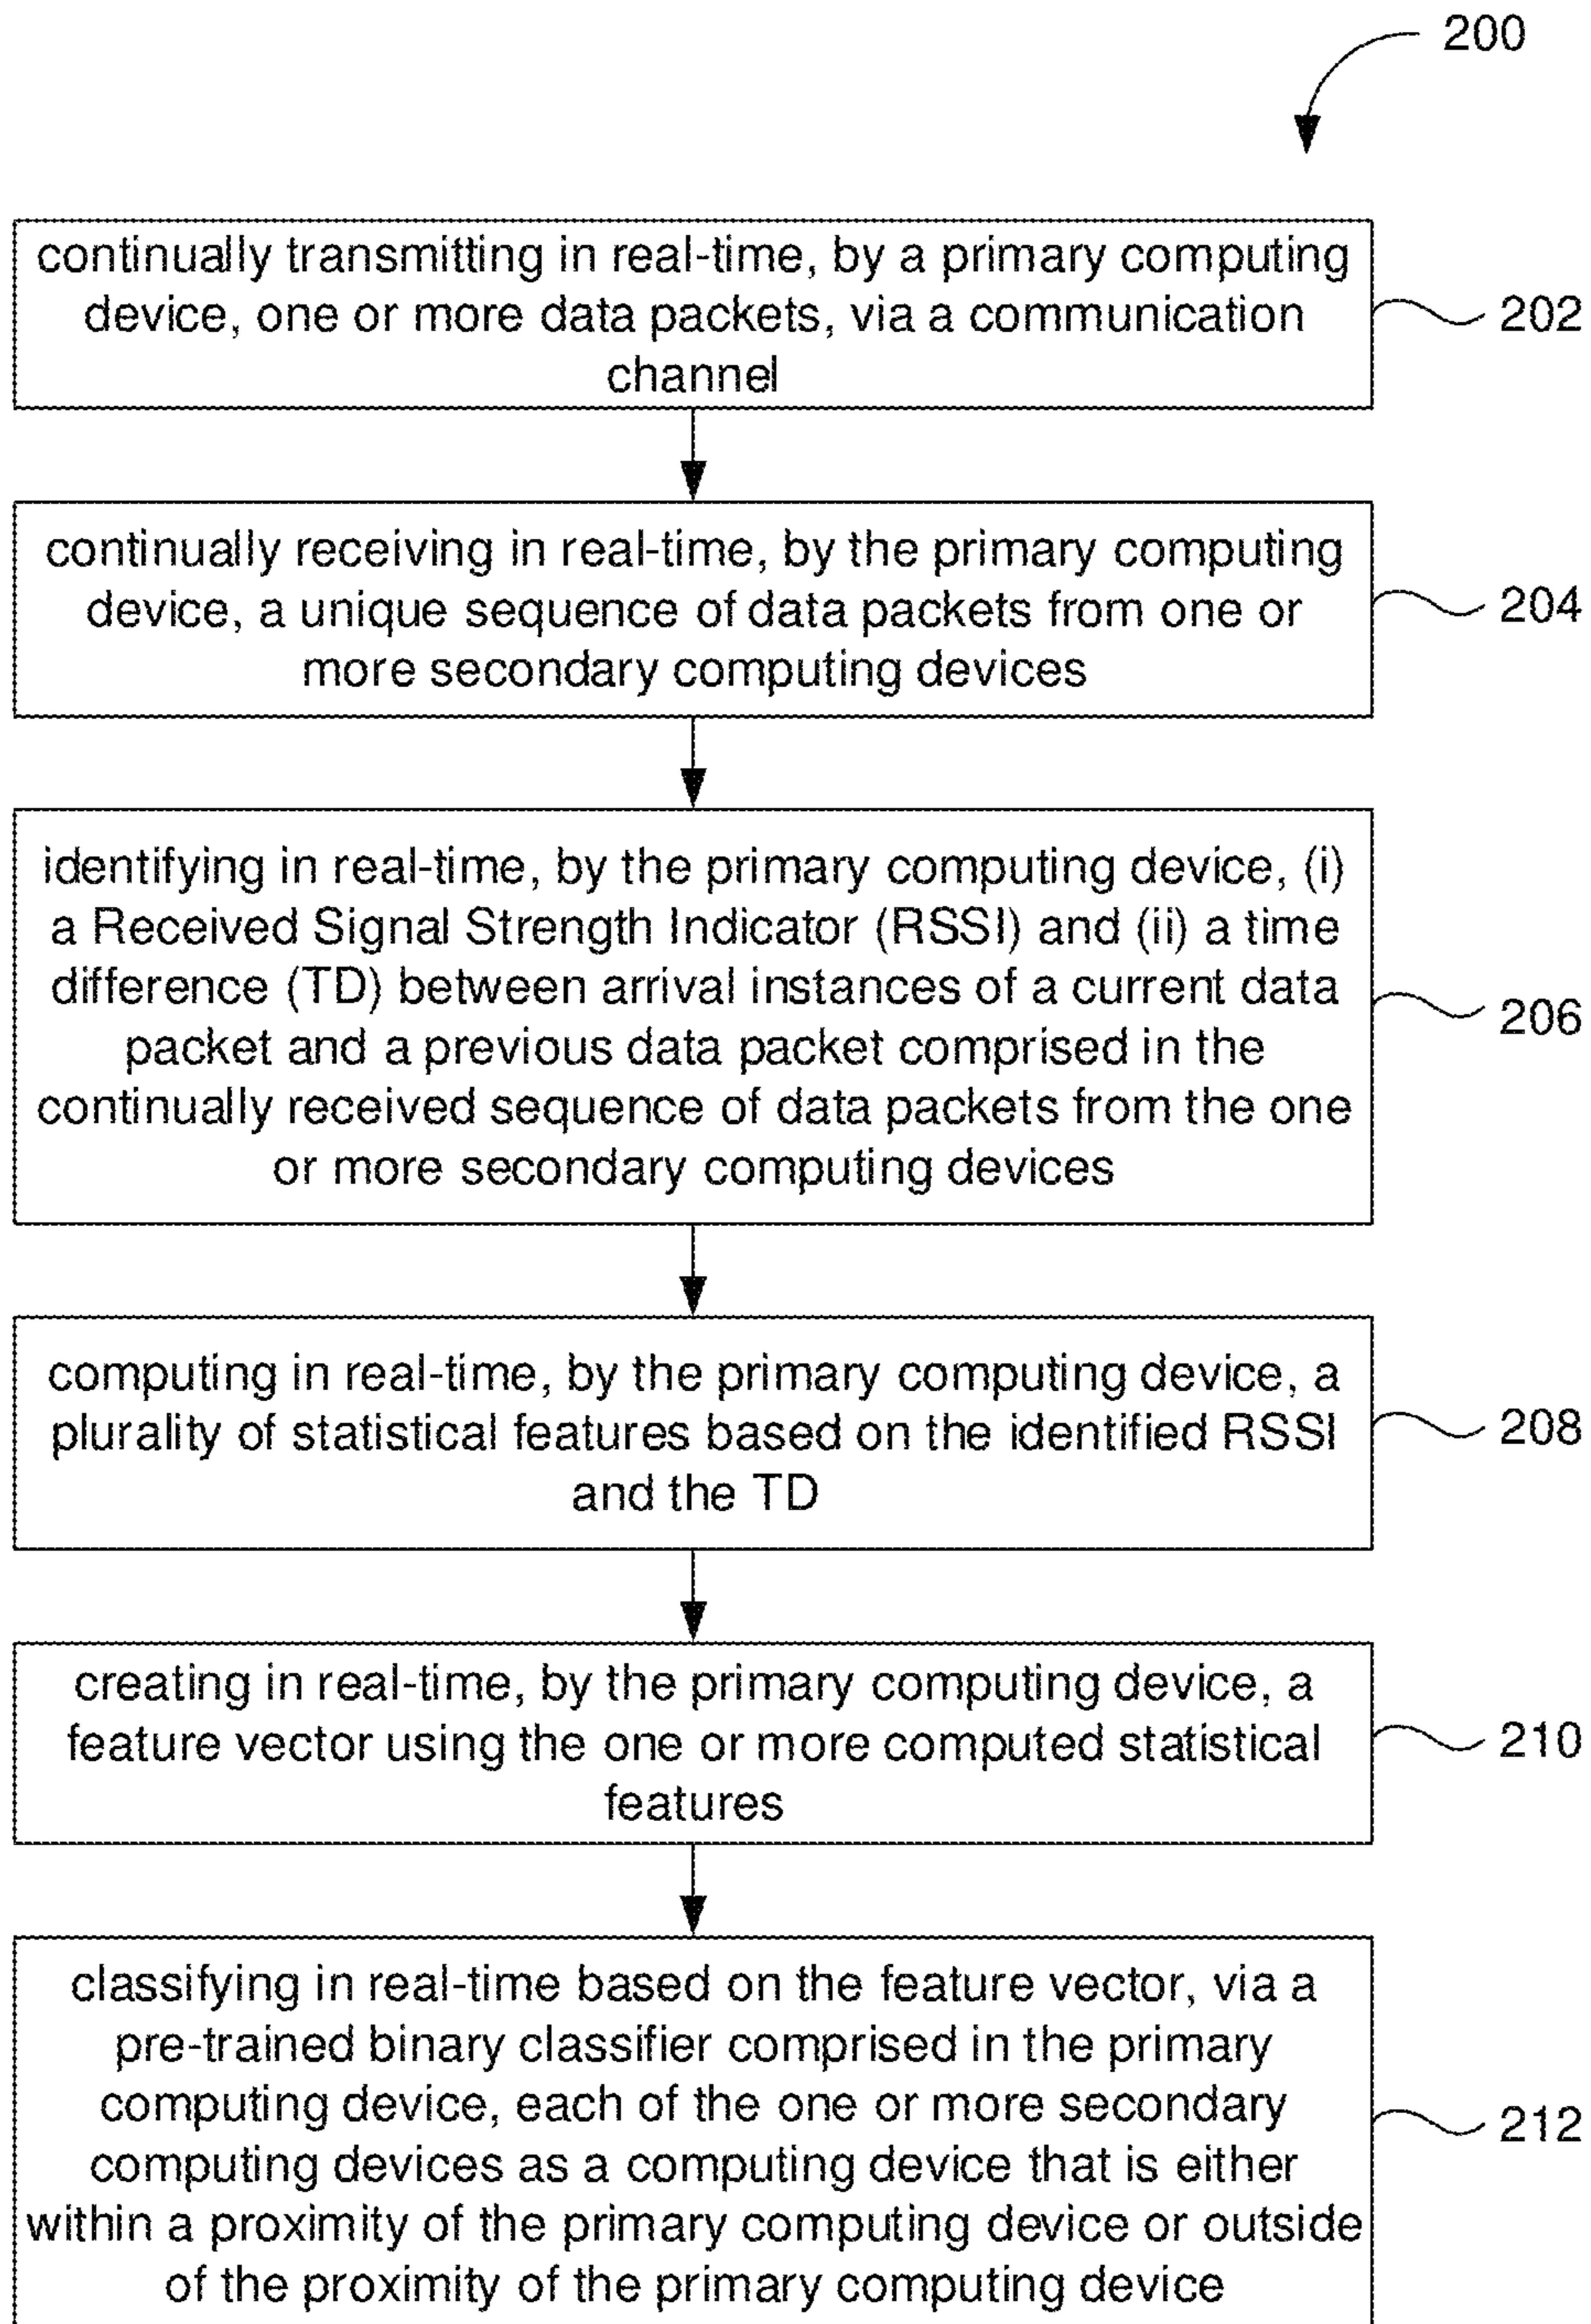 200
continually transmitting in real-time, by a primary computing
device, one or more data packets, via a communication
channel
202
continually receiving in real-time, by the primary computing
device, a unique sequence of data packets from one or
more secondary computing devices
204
identifying in real-time, by the primary computing device, (i)
a Received Signal Strength Indicator (RSSI) and (ii) a time
difference (TD) between arrival instances of a current data
packet and a previous data packet comprised in the
continually received sequence of data packets from the one
or more secondary computing devices
206
computing in real-time, by the primary computing device, a
plurality of statistical features based on the identified RSSI
and the TD
208
creating in real-time, by the primary computing device, a
feature vector using the one or more computed statistical
features
210
classifying in real-time based on the feature vector, via a
pre-trained binary classifier comprised in the primary
computing device, each of the one or more secondary
computing devices as a computing device that is either
within a proximity of the primary computing device or outside
of the proximity of the primary computing device
212